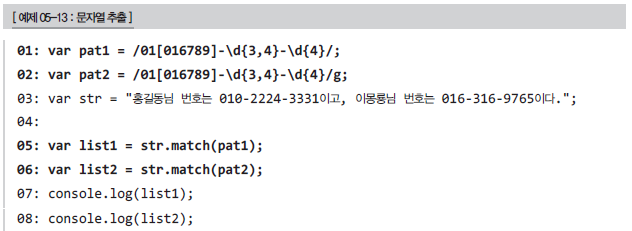 [ 예제 05-13 : 문자열 추출 ]
01: var pat1 = /01[016789]-\d{3,4}-\d{4}/;
02: var pat2 = /01[016789]-\d{3,4}-\d{4}/g;
03: var str = "홍길동님 번호는 010-2224-3331이고, 이몽룡님 번호는 016-316-9765이다.";
04:
05: var list1 = str.match(pat1);
06: var list2 = str.match(pat2);
07: console.log(list1);
08: console.log(list2);